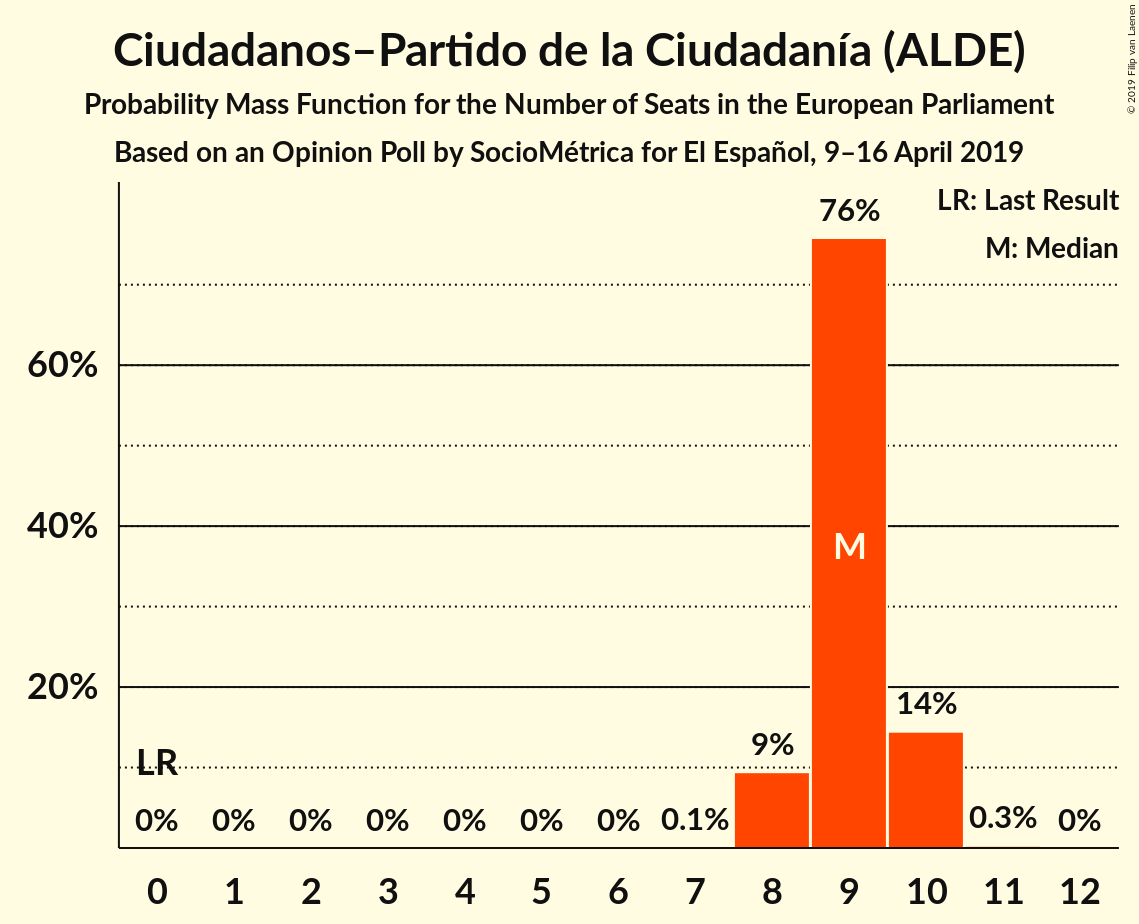 Ciudadanos–Partido de la Ciudadanía (ALDE)
Probability Mass Function for the Number of Seats in the European Parliament
Based on an Opinion Poll by SocioMétrica for El Español, 9–16 April 2019
© 2019 Filip van Laenen
LR: Last Result
M: Median
76%
60%
40%
M
20%
14%
9%
LR
0% 0% 0% 0% 0% 0% 0% 0.1% 0.3% 0%
0 1 2 3 4 5 6 7 8 9 10 11 12